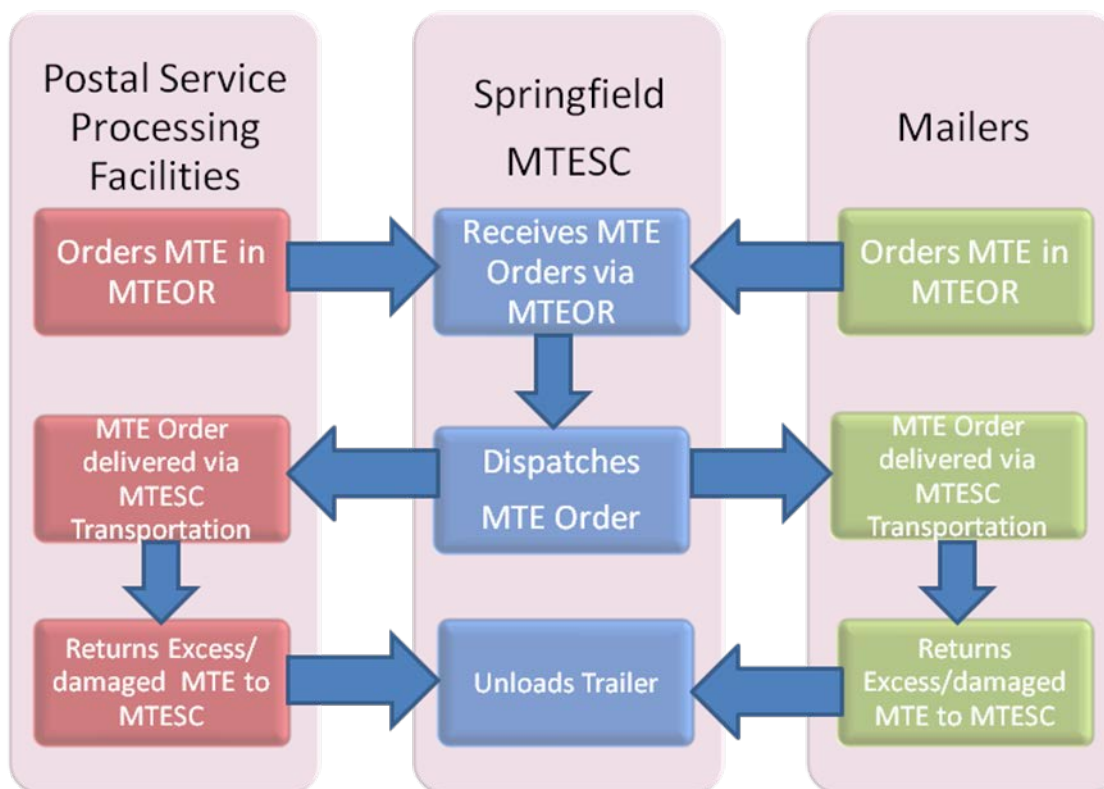 Postal Service
Processing
Facilities
Springfield
MTESC
Mailers
Orders MTE in
MTEOR
Receives MTE
Orders via
MTEOR
Orders MTE in
MTEOR
MTE Order
delivered via
MTESC
Transportation
Dispatches
MTE Order
MTE Order
delivered via
MTESC
Transportation
Returns Excess/
damaged MTE to
MTESC
Unloads Trailer
Returns
Excess/damaged
MTE to MTESC